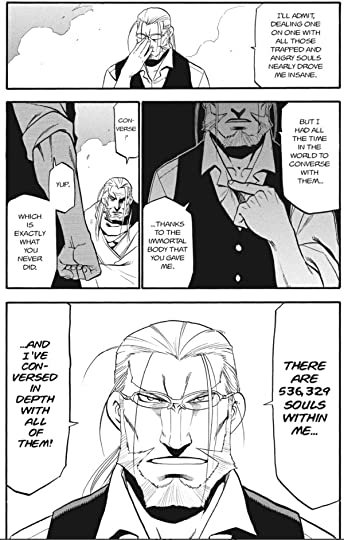 I'LL ADMIT,
DEALING ONE
ON ONE WITH
ALL THOSE
TRAPPED AND
ANGRY SOULS
NEARLY DROVE
ME INSANE.
BUT I
HAD ALL
THE TIME
IN THE
WORLD TO
CONVERSE
WITH
THEM...
...THANKS
TO THE
IMMORTAL
BODY THAT
YOU GAVE
ME.
CON-
VERSE
?
YUP.
WHICH
IS EXACTLY
WHAT
YOU
NEVER
DID.
THERE
ARE
536,329
SOULS
WITHIN
ME...
...AND
I'VE
CON-
VERSED
IN
DEPTH
WITH
ALL
OF
THEM!